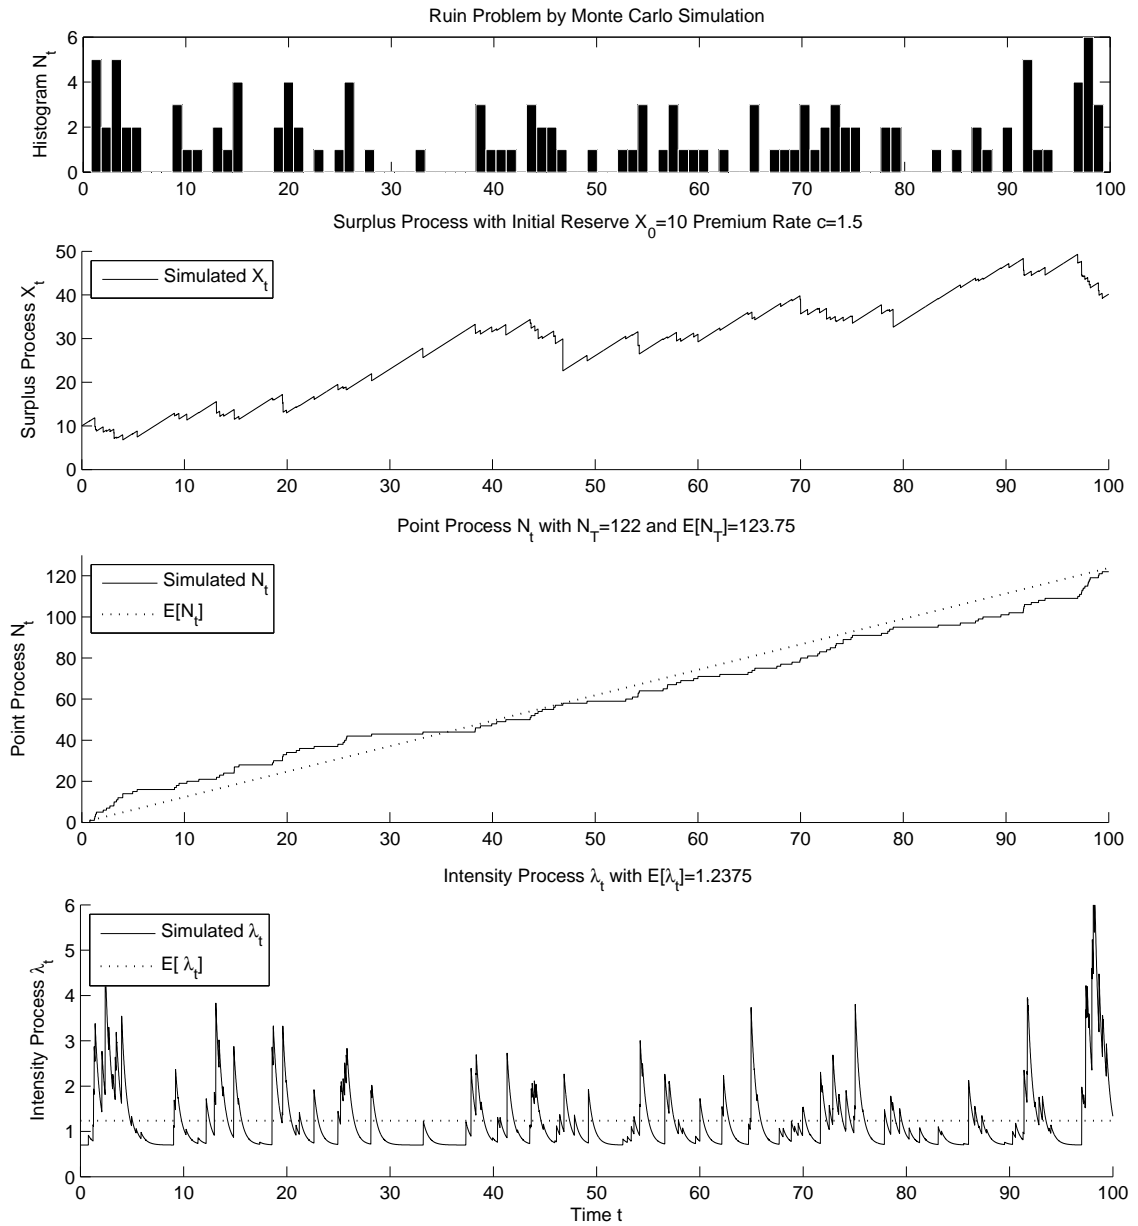 Ruin Problem by Monte Carlo Simulation
Histogram N_t
6
4
2
0
0 10 20 30 40 50 60 70 80 90 100
Surplus Process with Initial Reserve X_0=10 Premium Rate c=1.5
Surplus Process X_t
50
40
30
20
10
0
Simulated X_t
0 10 20 30 40 50 60 70 80 90 100
Point Process N_t with N_T=122 and E[N_T]=123.75
Point Process N_t
120
100
80
60
40
20
0
Simulated N_t
E[N_t]
0 10 20 30 40 50 60 70 80 90 100
Intensity Process λ_t with E[λ_t]=1.2375
Intensity Process λ_t
6
5
4
3
2
1
0
Simulated λ_t
E[ λ_t]
0 10 20 30 40 50 60 70 80 90 100
Time t